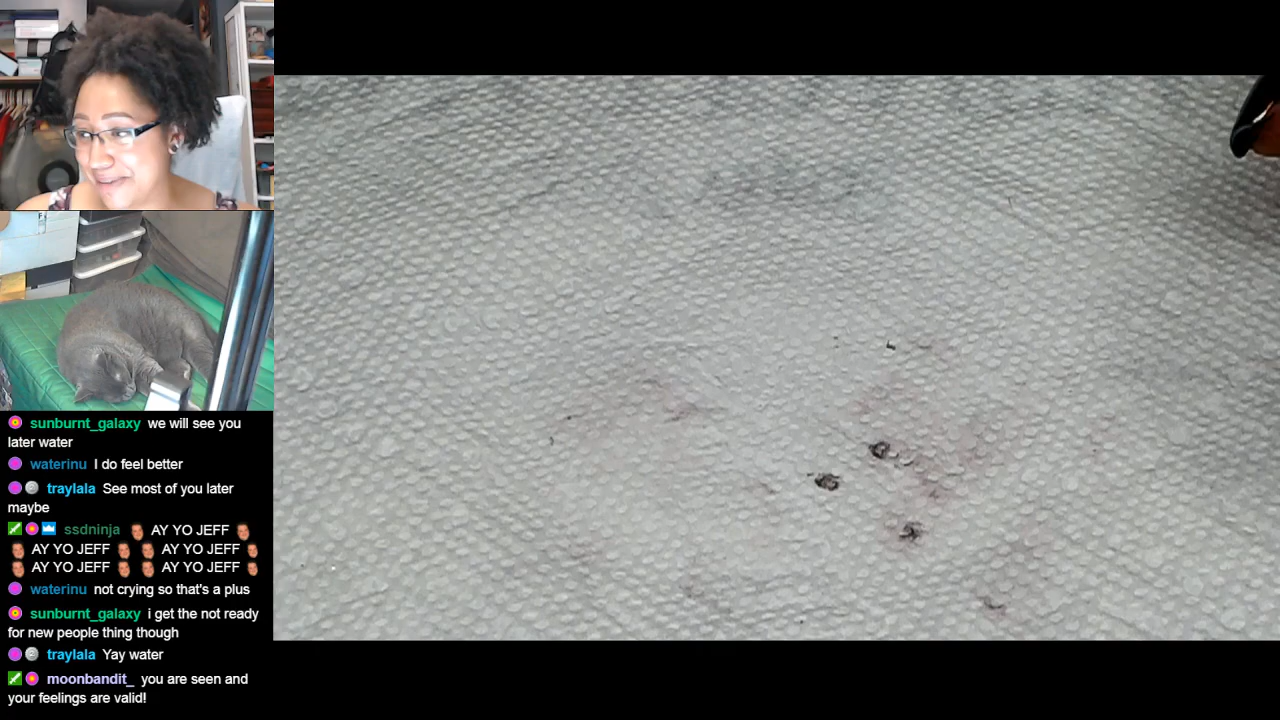 sunburnt_galaxy we will see you
later water
waterinu I do feel better
traylala See most of you later
maybe
ssdninja AY YO JEFF
AY YO JEFF AY YO JEFF
AY YO JEFF AY YO JEFF
waterinu not crying so that's a plus
sunburnt_galaxy i get the not ready
for new people thing though
traylala Yay water
moonbandit_ you are seen and
your feelings are valid!